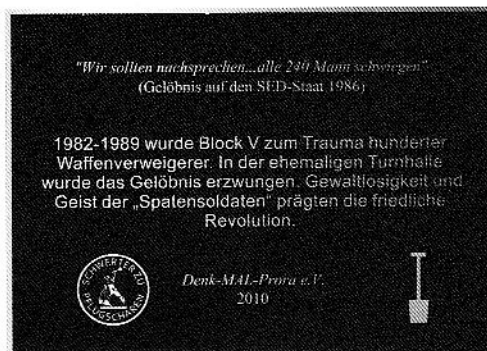 "Wir sollten nachsprechen...alle 240 Mann schwiegen"
(Gelöbnis auf den SED-Staat 1986)
1982-1989 wurde Block V zum Trauma hunderter
Waffenverweigerer. In der ehemaligen Turnhalle
wurde das Gelöbnis erzwungen. Gewaltlosigkeit und
Geist der „Spatensoldaten" prägten die friedliche
Revolution.
SCHWERTER ZU
PFLUGSCHAREN
Denk-MAL-Prora e.V.
2010